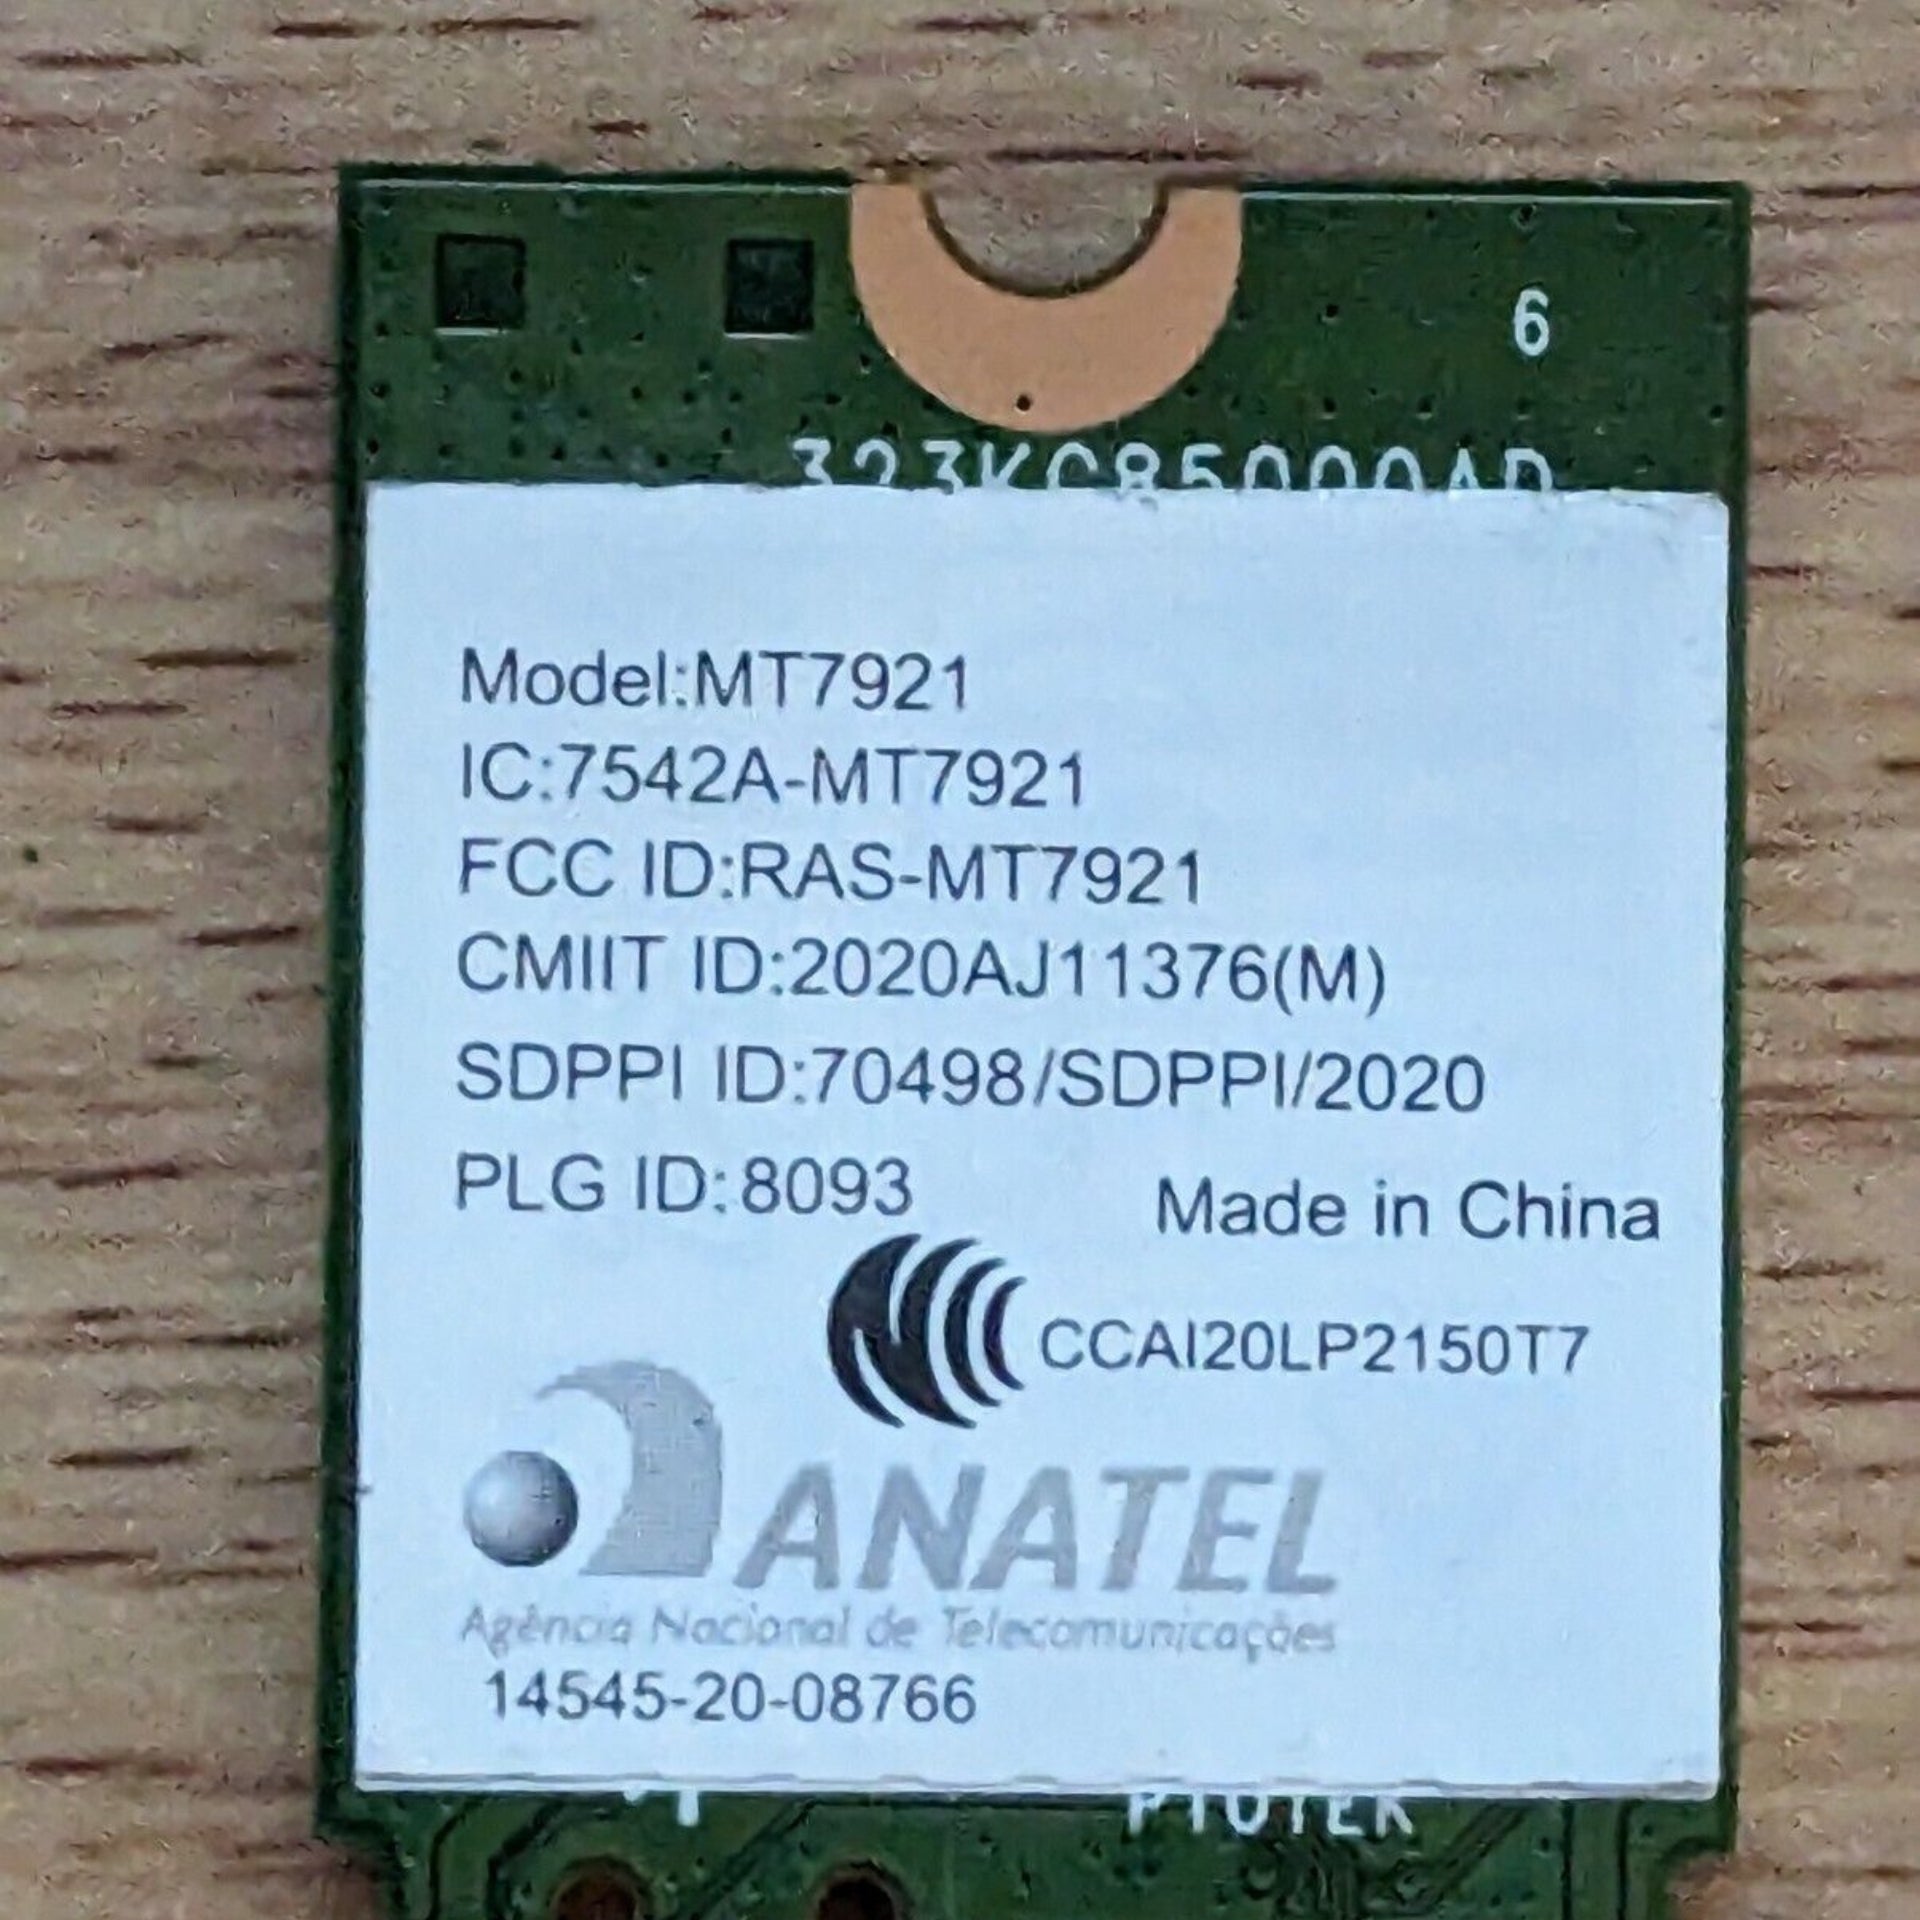 6
323KC85000AD
Model:MT7921
IC:7542A-MT7921
FCC ID:RAS-MT7921
CMIIT ID:2020AJ11376(M)
SDPPI ID:70498/SDPPI/2020
PLG ID:8093
Made in China
CCAI20LP2150T7
ANATEL
Agência Nacional de Telecomunicações
14545-20-08766